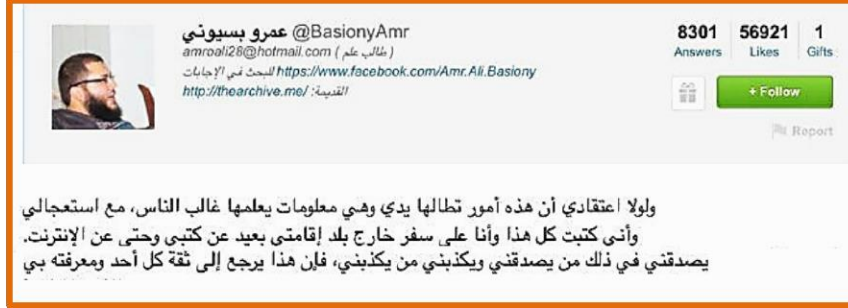 عمرو بسيوني @BasionyAmr
amroali28@hotmail.com ( طالب علم )
https://www.facebook.com/Amr.Ali.Basiony للبحث في الإجابات
القديمة: http://thearchive.me/
8301 56921 1
Answers Likes Gifts
+ Follow
Report
ولولا اعتقادي أن هذه أمور تطالها يدي وهي معلومات يعلمها غالب الناس، مع استعجالي
وأني كتبت كل هذا وأنا على سفر خارج بلد إقامتي بعيد عن كتبي وحتى عن الإنترنت.
يصدقني في ذلك من يصدقني ويكذبني من يكذبني، فإن هذا يرجع إلى ثقة كل أحد ومعرفته بي